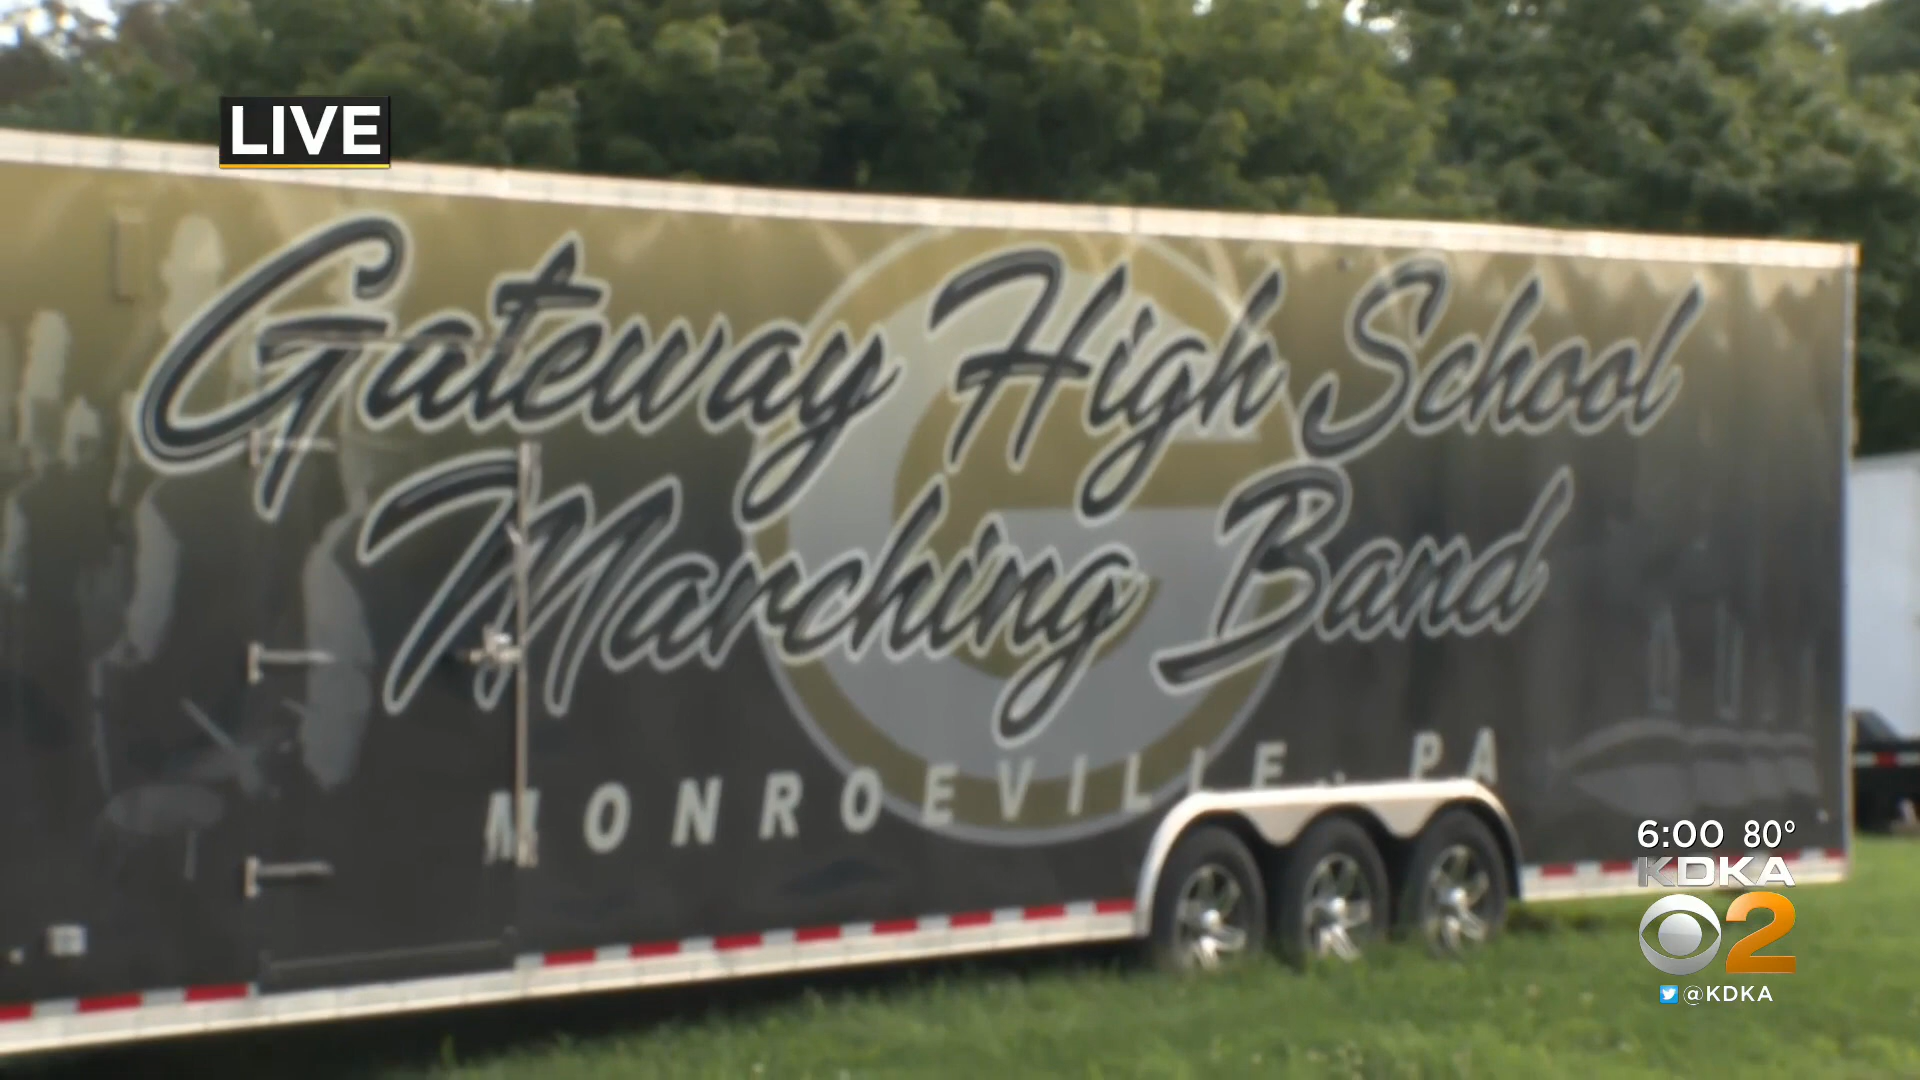 LIVE
Gateway High School
Marching Band
G
MONROEVILLE, PA
6:00 80°
KDKA
2
@KDKA